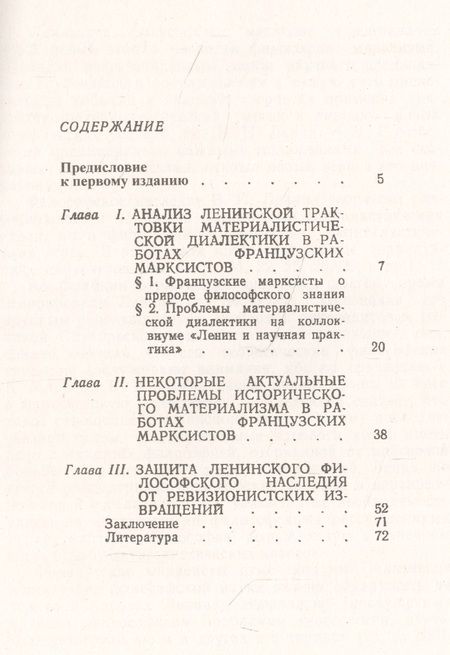 СОДЕРЖАНИЕ
Предисловие
к первому изданию . . . . . . . 5
Глава I. АНАЛИЗ ЛЕНИНСКОЙ ТРАК-
ТОВКИ МАТЕРИАЛИСТИЧЕ-
СКОЙ ДИАЛЕКТИКИ В РА-
БОТАХ ФРАНЦУЗСКИХ
МАРКСИСТОВ . . . . . 7
§ 1. Французские марксисты о
природе философского знания
§ 2. Проблемы материалистиче-
ской диалектики на коллок-
виуме «Ленин и научная прак-
тика» . . . . . . . 20
Глава II. НЕКОТОРЫЕ АКТУАЛЬНЫЕ
ПРОБЛЕМЫ ИСТОРИЧЕСКО-
ГО МАТЕРИАЛИЗМА В РА-
БОТАХ ФРАНЦУЗСКИХ
МАРКСИСТОВ . . . . . 38
Глава III. ЗАЩИТА ЛЕНИНСКОГО ФИ-
ЛОСОФСКОГО НАСЛЕДИЯ
ОТ РЕВИЗИОНИСТСКИХ ИЗ-
ВРАЩЕНИЙ . . . . . 52
Заключение . . . . . . 71
Литература . . . . . . 72